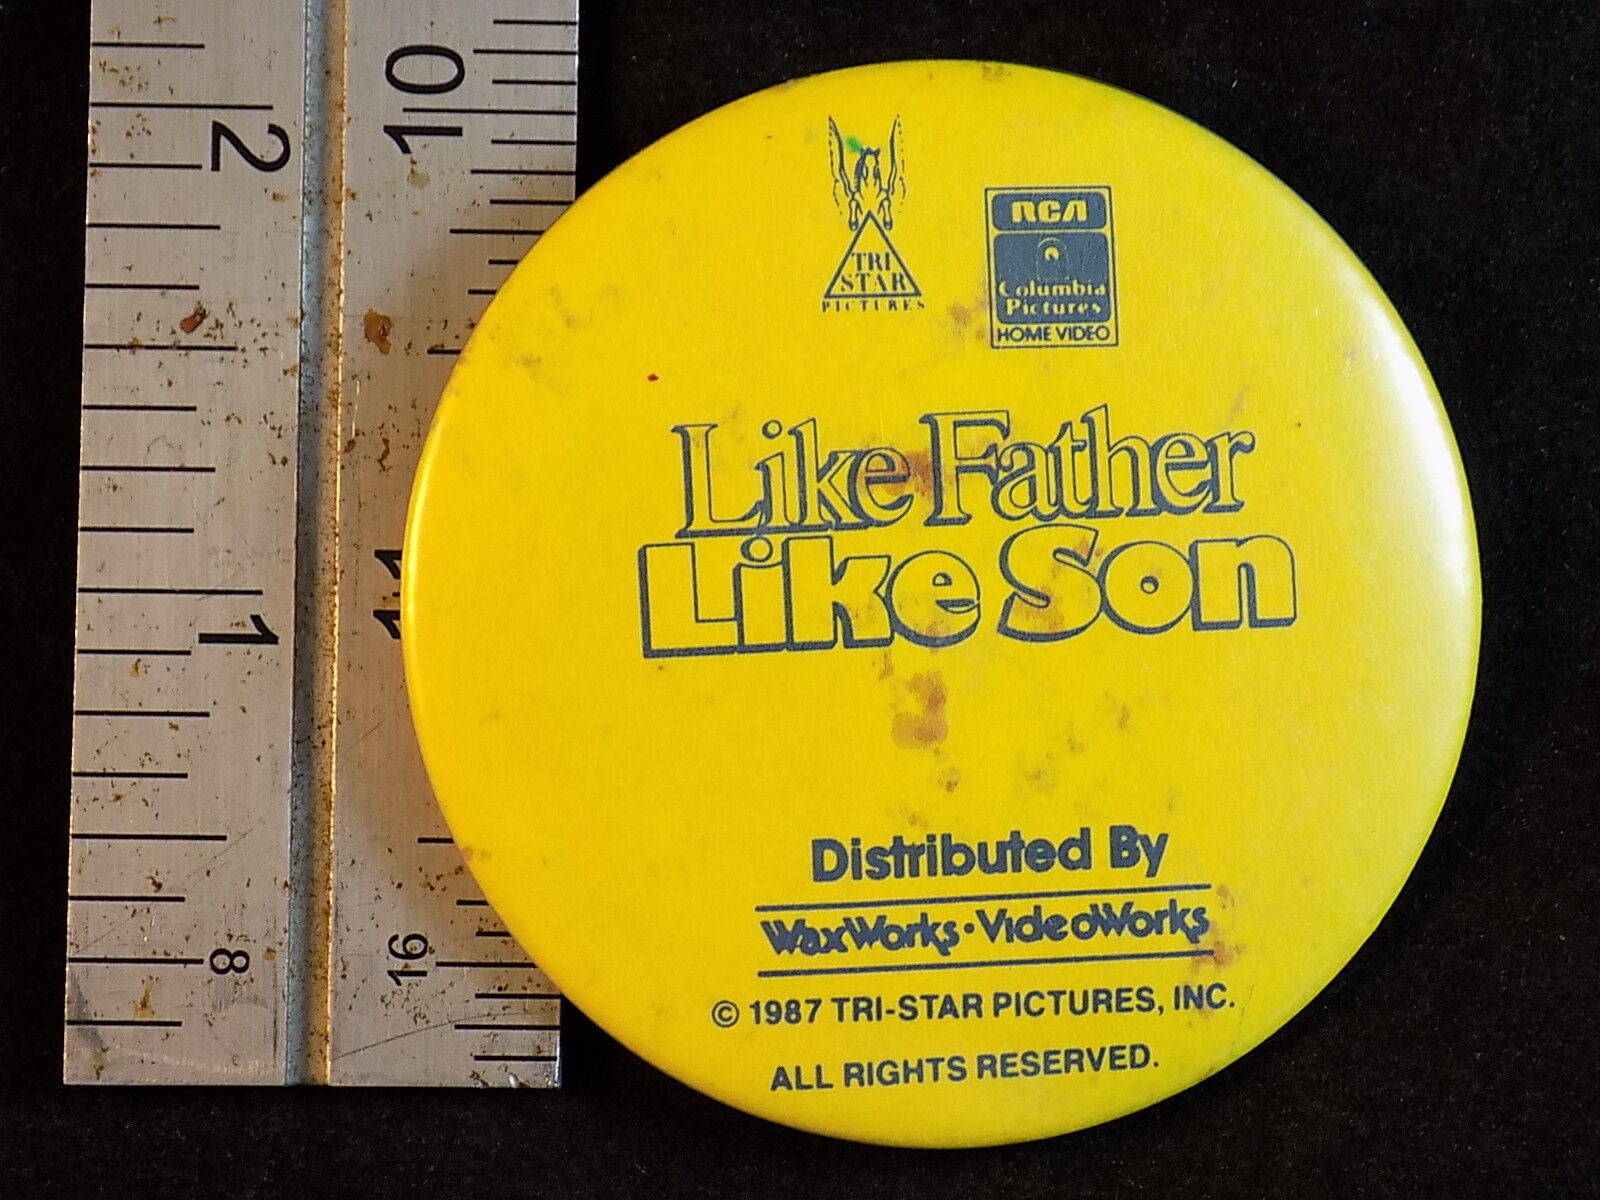 2
10
1
11
8
16
TRI
STAR
PICTURES
RCA
Columbia
Pictures
HOME VIDEO
Like Father
Like Son
Distributed By
WaxWorks • VideoWorks
© 1987 TRI-STAR PICTURES, INC.
ALL RIGHTS RESERVED.